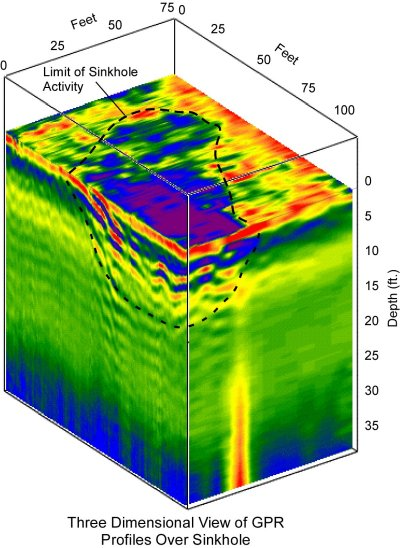 Feet
75
0
50
25
0
Feet
25
50
75
100
Limit of Sinkhole
Activity
0
5
10
15
20
25
30
35
Depth (ft.)
Three Dimensional View of GPR
Profiles Over Sinkhole